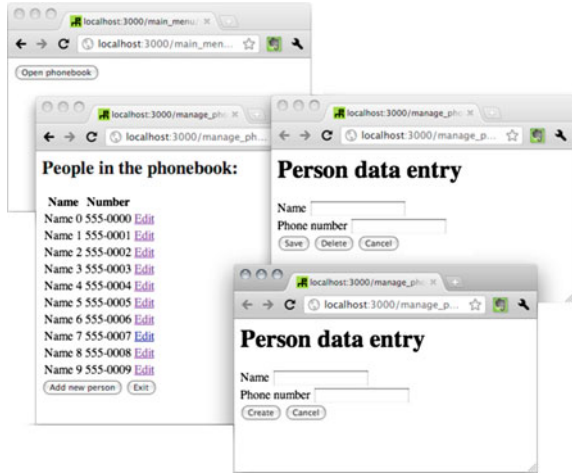 localhost:3000/main_menu/
localhost:3000/main_men...
Open phonebook
localhost:3000/manage_pho
localhost:3000/manage_ph...
People in the phonebook:
Name Number
Name 0 555-0000 Edit
Name 1 555-0001 Edit
Name 2 555-0002 Edit
Name 3 555-0003 Edit
Name 4 555-0004 Edit
Name 5 555-0005 Edit
Name 6 555-0006 Edit
Name 7 555-0007 Edit
Name 8 555-0008 Edit
Name 9 555-0009 Edit
Add new person Exit
localhost:3000/manage_pho
localhost:3000/manage_p...
Person data entry
Name
Phone number
Save Delete Cancel
localhost:3000/manage_pho
localhost:3000/manage_p...
Person data entry
Name
Phone number
Create Cancel